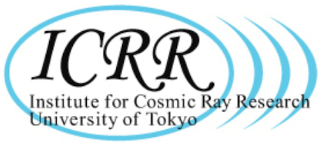 ICRR
Institute for Cosmic Ray Research
University of Tokyo